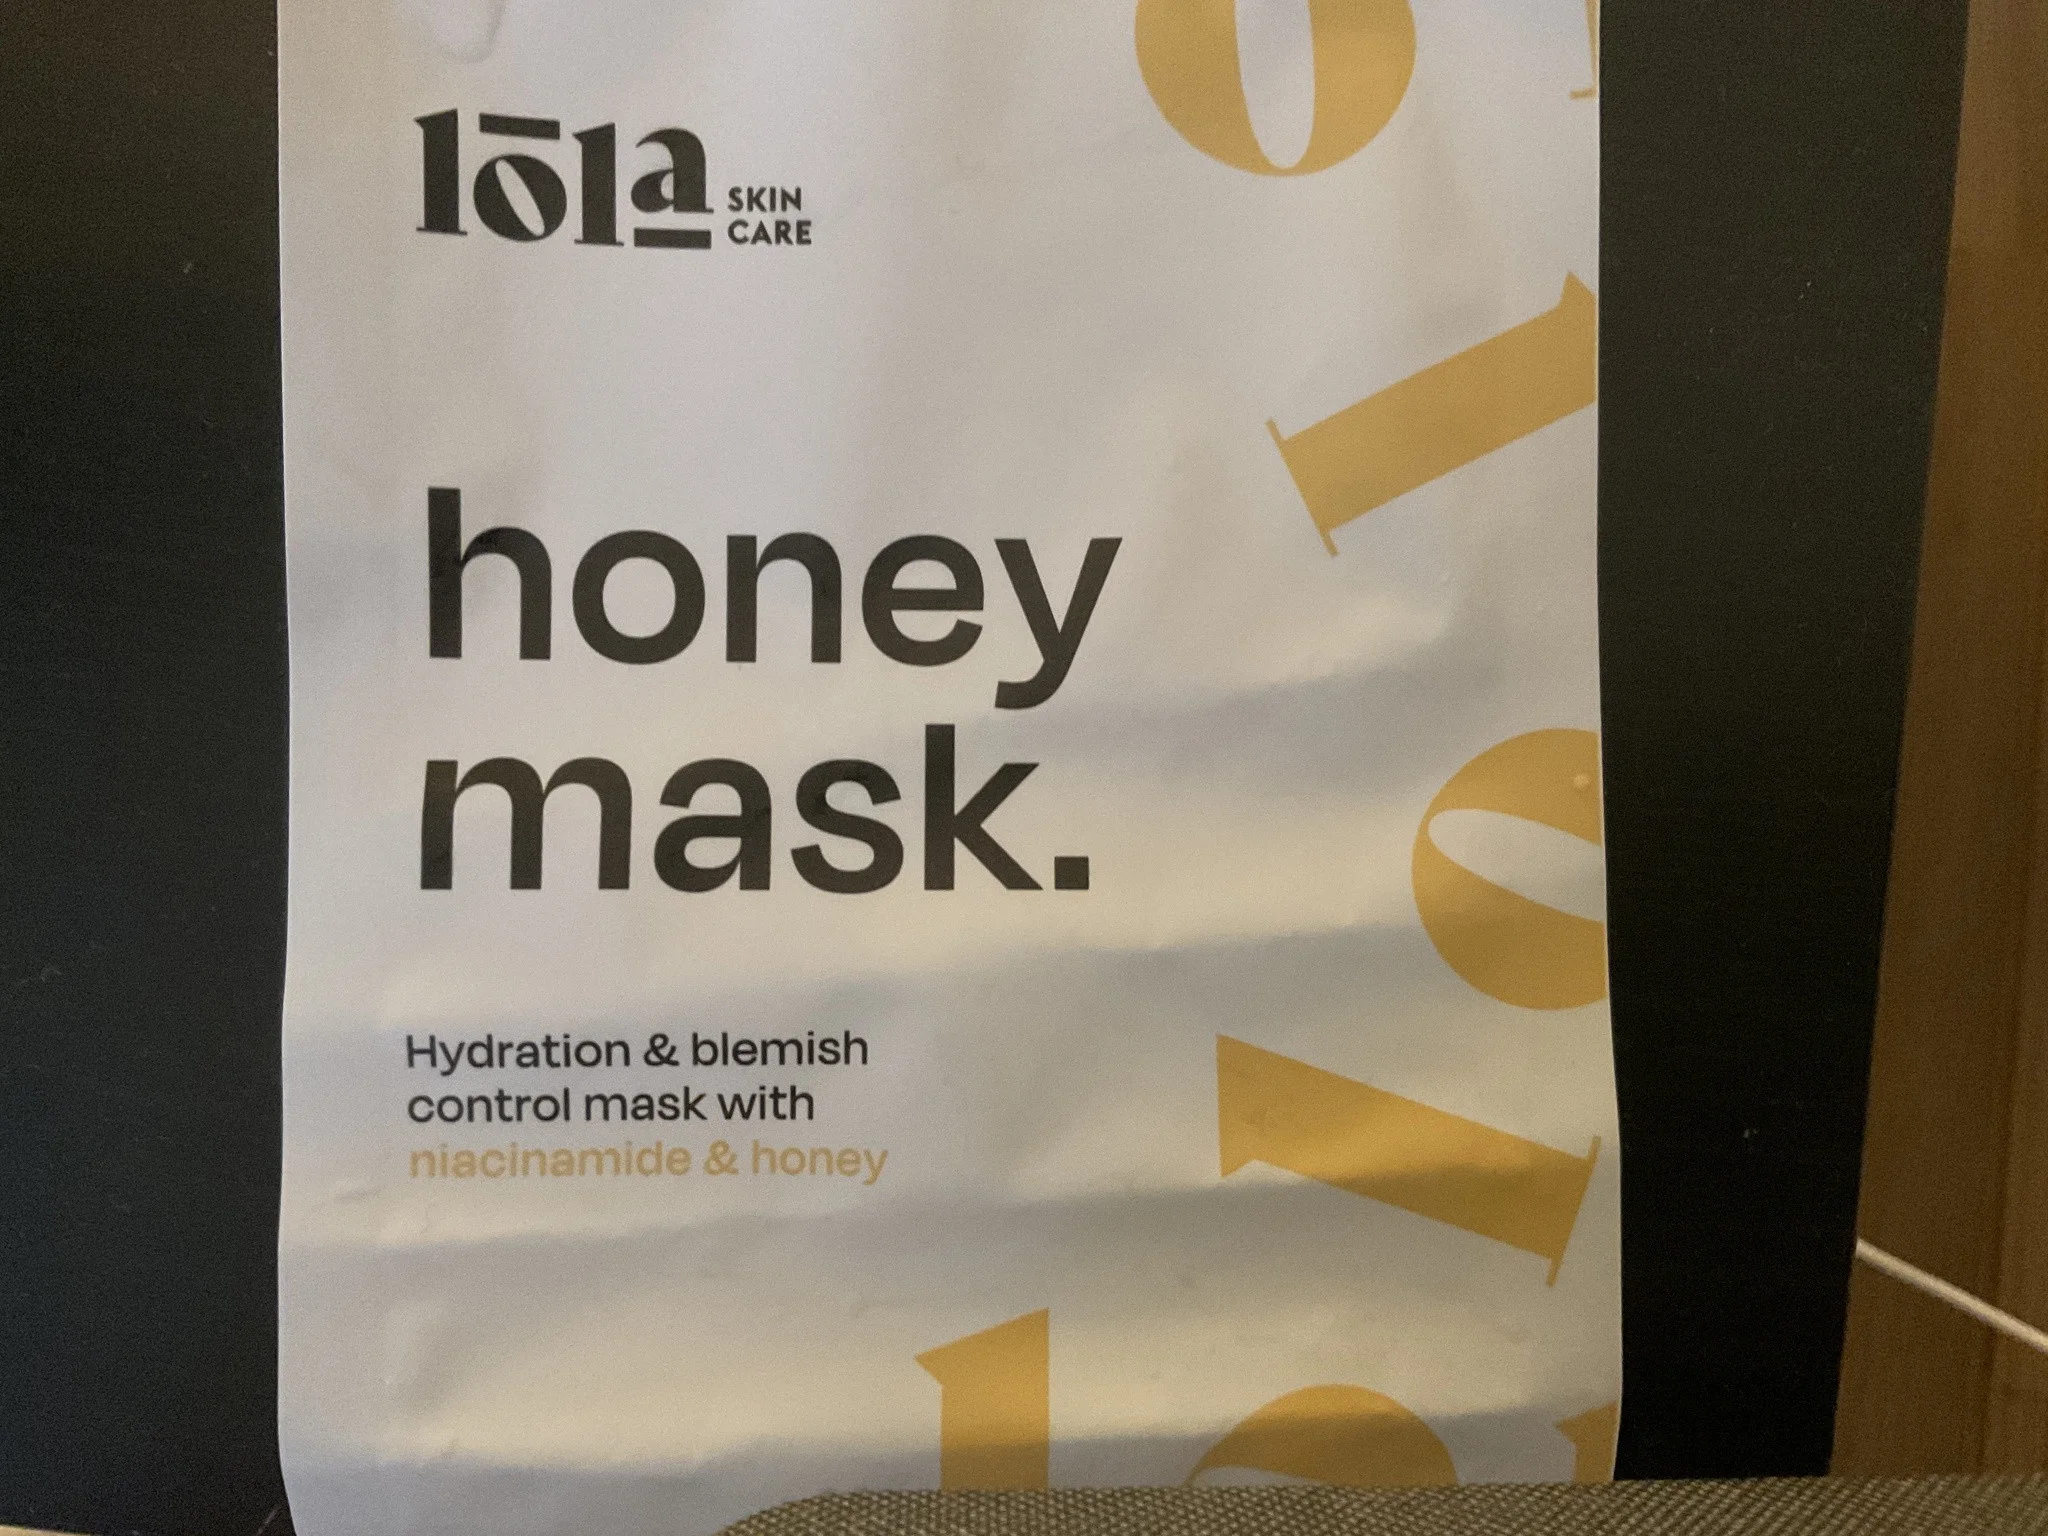 lōla
SKIN
CARE
honey
mask.
Hydration & blemish
control mask with
niacinamide & honey